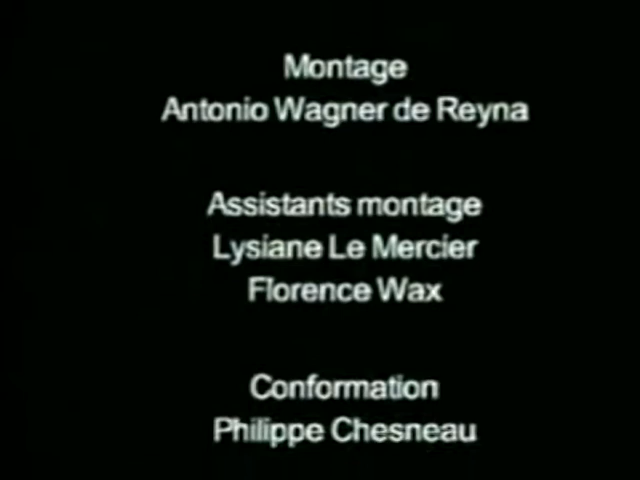 Montage
Antonio Wagner de Reyna
Assistants montage
Lysiane Le Mercier
Florence Wax
Conformation
Philippe Chesneau